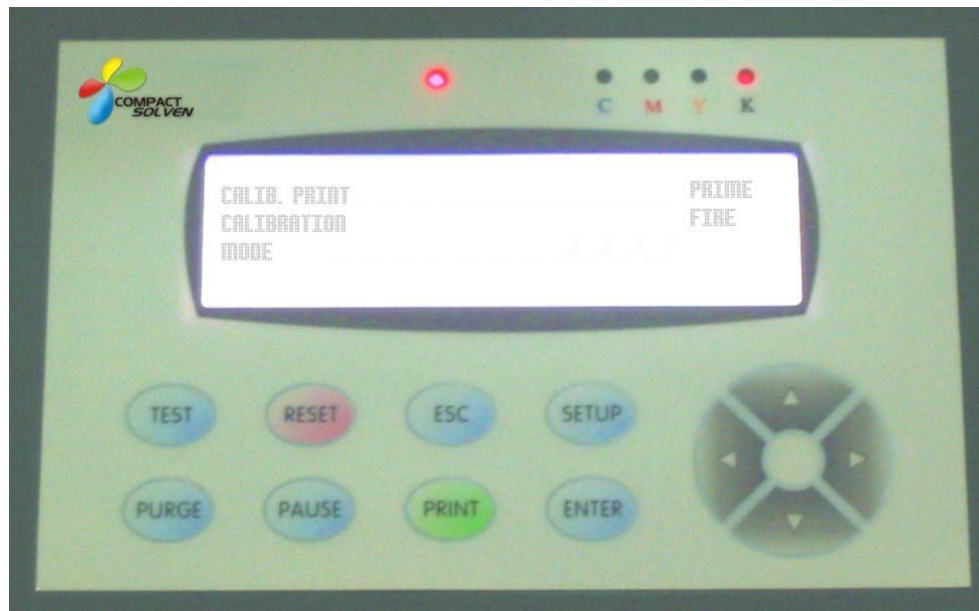 COMPACT
SOLVEN
C M Y K
CALIB. PRINT
CALIBRATION
MODE
PRIME
FIRE
TEST RESET ESC SETUP
PURGE PAUSE PRINT ENTER